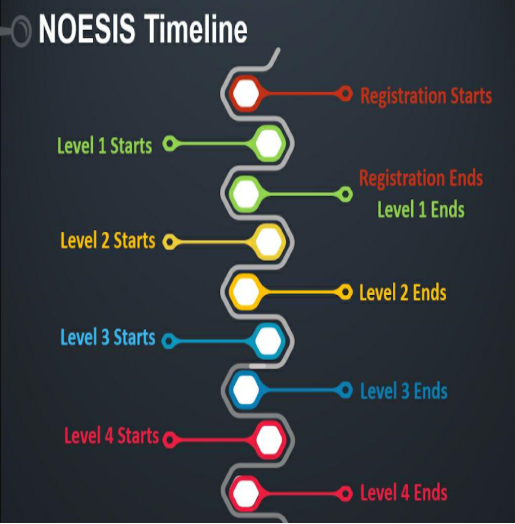 NOESIS Timeline
Registration Starts
Level 1 Starts
Registration Ends
Level 1 Ends
Level 2 Starts
Level 2 Ends
Level 3 Starts
Level 3 Ends
Level 4 Starts
Level 4 Ends